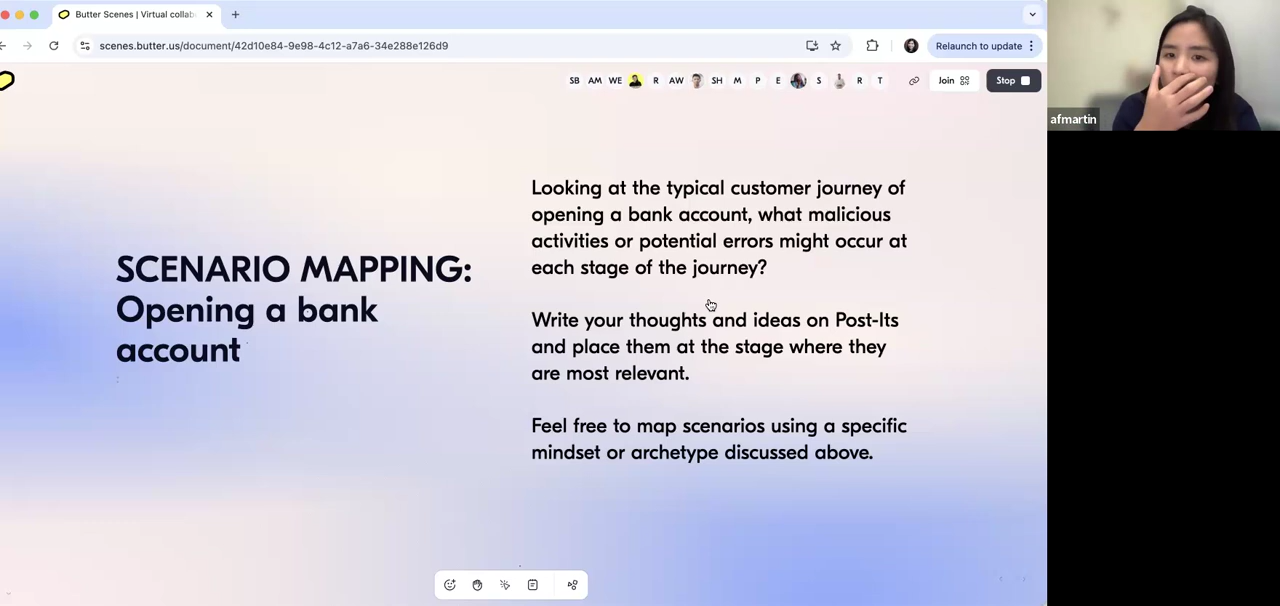 Butter Scenes | Virtual collab
scenes.butter.us/document/42d10e84-9e98-4c12-a7a6-34e288e126d9
Relaunch to update
SB AM WE R AW SH M P E S R T
Join
Stop
afmartin
SCENARIO MAPPING:
Opening a bank
account
Looking at the typical customer journey of
opening a bank account, what malicious
activities or potential errors might occur at
each stage of the journey?
Write your thoughts and ideas on Post-Its
and place them at the stage where they
are most relevant.
Feel free to map scenarios using a specific
mindset or archetype discussed above.